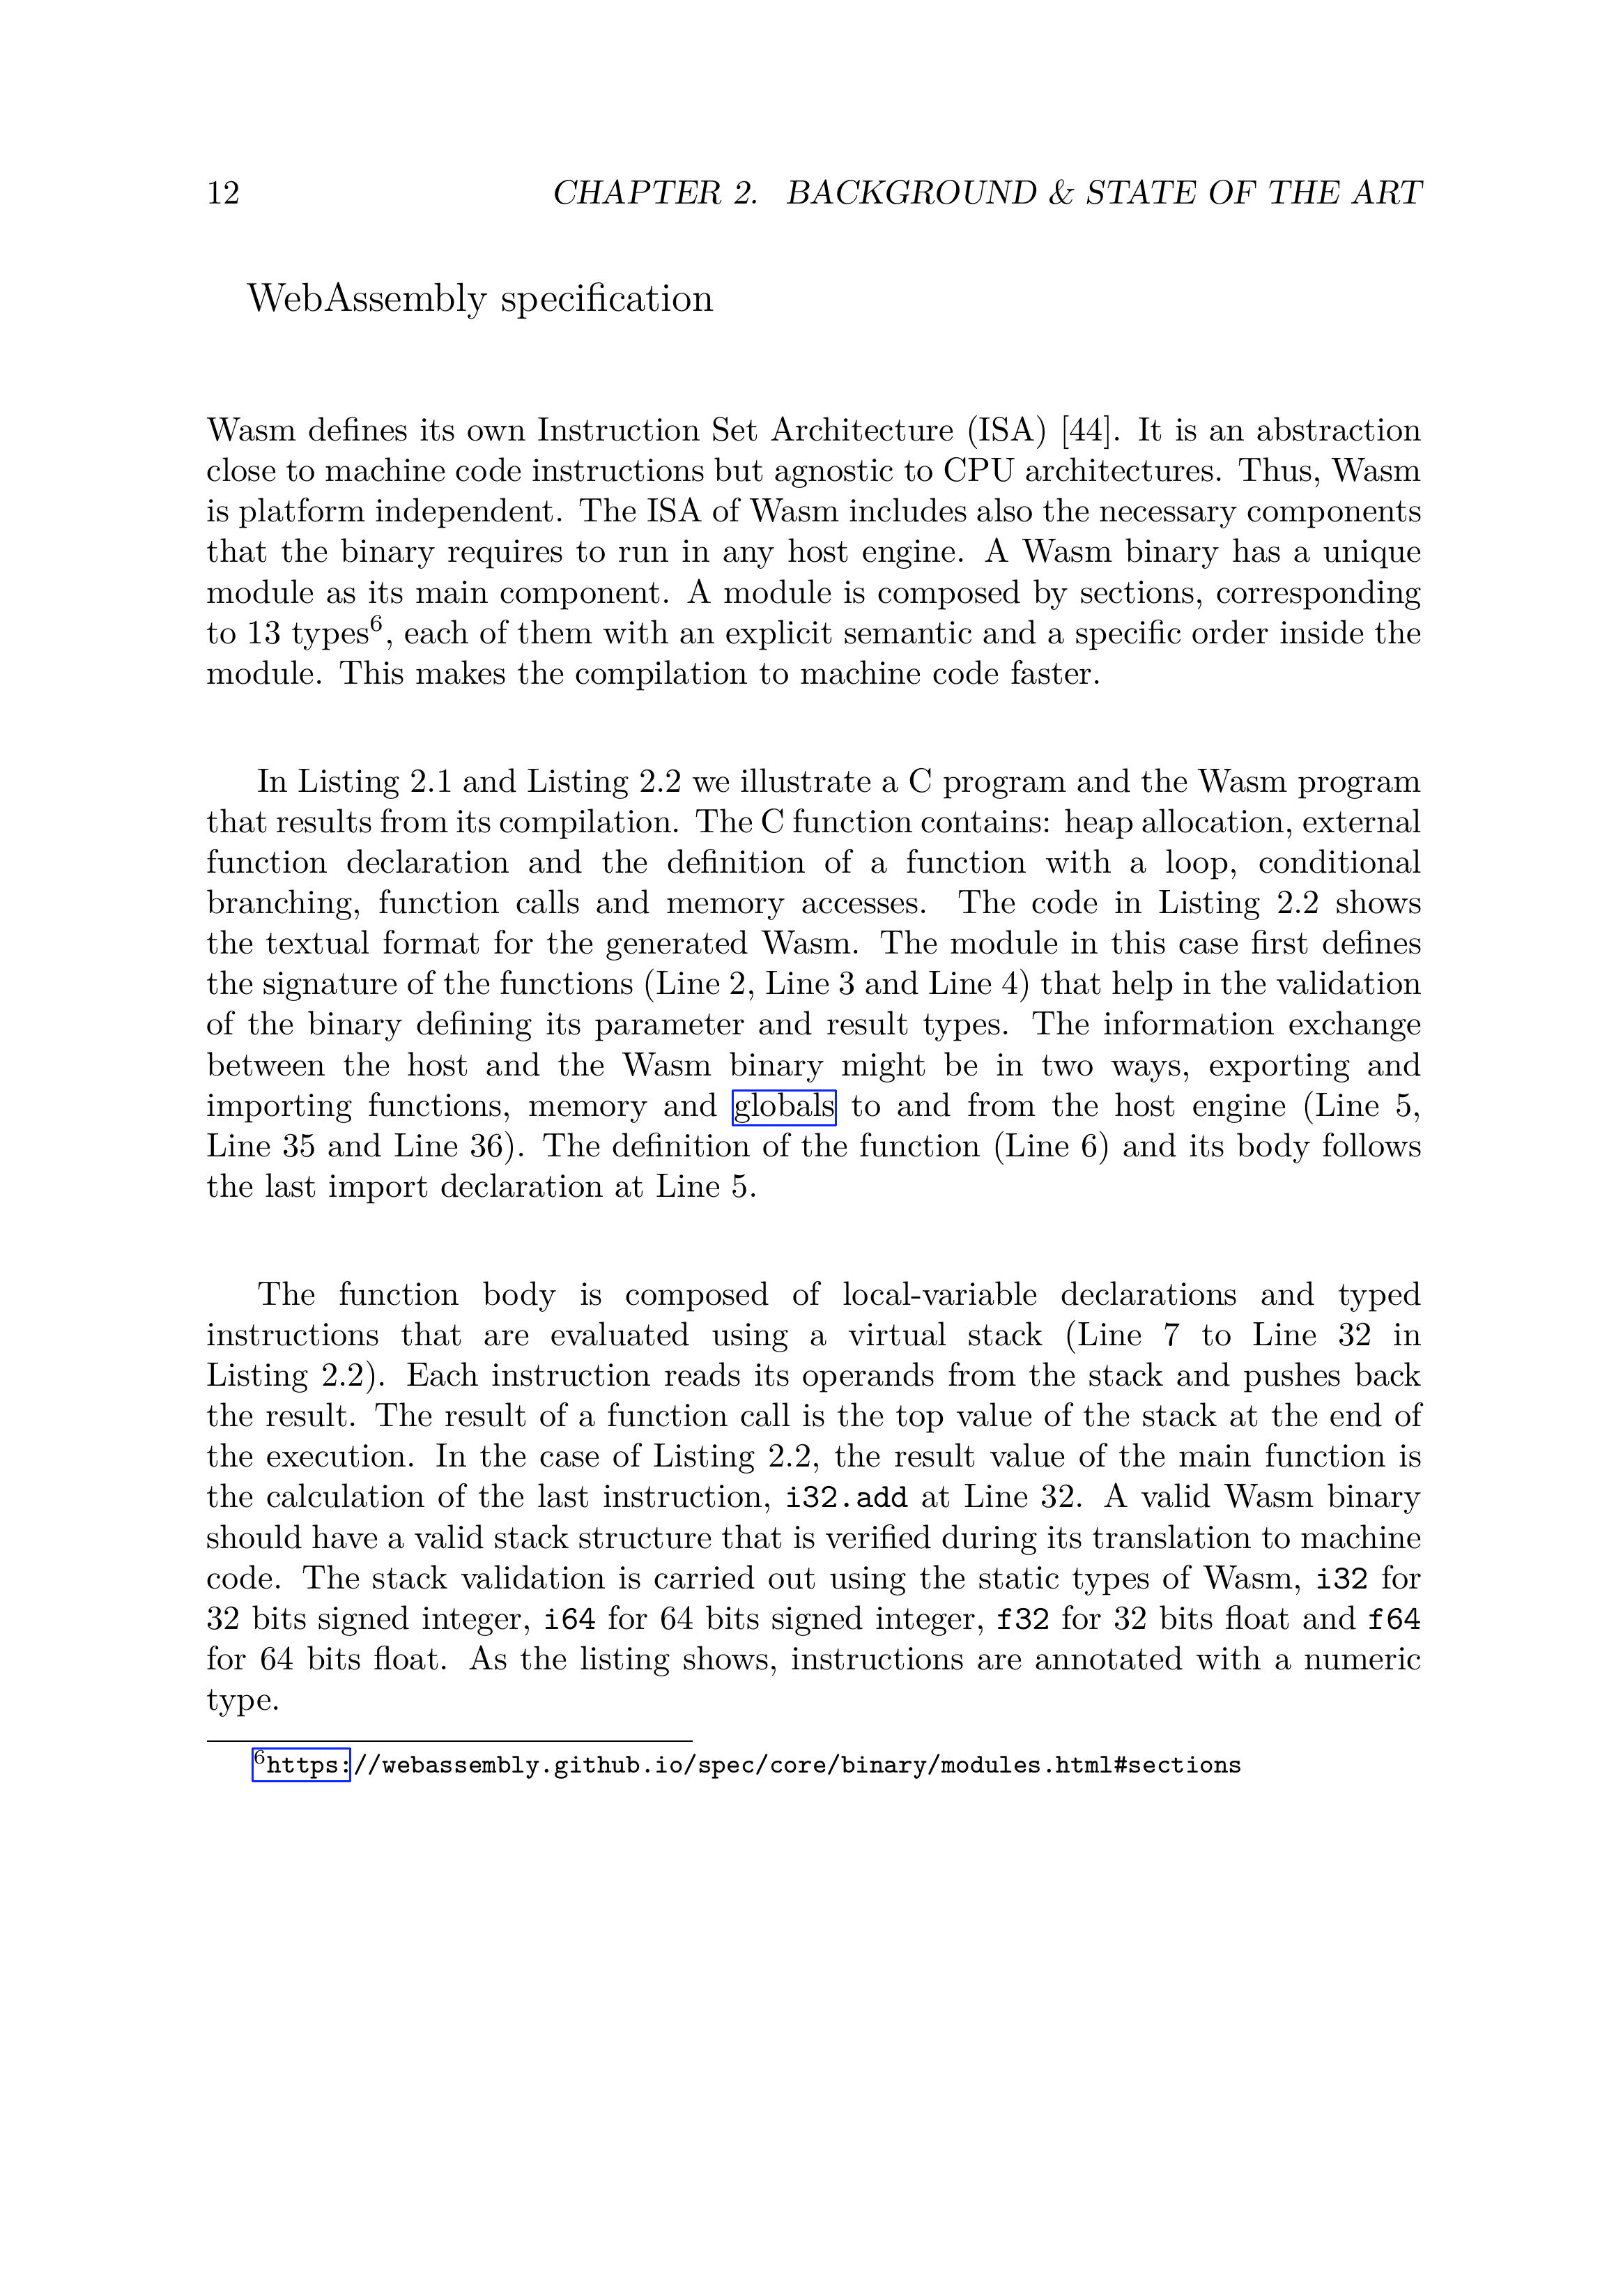 12 CHAPTER 2. BACKGROUND & STATE OF THE ART
WebAssembly specification
Wasm defines its own Instruction Set Architecture (ISA) [44]. It is an abstraction
close to machine code instructions but agnostic to CPU architectures. Thus, Wasm
is platform independent. The ISA of Wasm includes also the necessary components
that the binary requires to run in any host engine. A Wasm binary has a unique
module as its main component. A module is composed by sections, corresponding
to 13 types6, each of them with an explicit semantic and a specific order inside the
module. This makes the compilation to machine code faster.
In Listing 2.1 and Listing 2.2 we illustrate a C program and the Wasm program
that results from its compilation. The C function contains: heap allocation, external
function declaration and the definition of a function with a loop, conditional
branching, function calls and memory accesses. The code in Listing 2.2 shows
the textual format for the generated Wasm. The module in this case first defines
the signature of the functions (Line 2, Line 3 and Line 4) that help in the validation
of the binary defining its parameter and result types. The information exchange
between the host and the Wasm binary might be in two ways, exporting and
importing functions, memory and globals to and from the host engine (Line 5,
Line 35 and Line 36). The definition of the function (Line 6) and its body follows
the last import declaration at Line 5.
The function body is composed of local-variable declarations and typed
instructions that are evaluated using a virtual stack (Line 7 to Line 32 in
Listing 2.2). Each instruction reads its operands from the stack and pushes back
the result. The result of a function call is the top value of the stack at the end of
the execution. In the case of Listing 2.2, the result value of the main function is
the calculation of the last instruction, i32.add at Line 32. A valid Wasm binary
should have a valid stack structure that is verified during its translation to machine
code. The stack validation is carried out using the static types of Wasm, i32 for
32 bits signed integer, i64 for 64 bits signed integer, f32 for 32 bits float and f64
for 64 bits float. As the listing shows, instructions are annotated with a numeric
type.
6https://webassembly.github.io/spec/core/binary/modules.html#sections